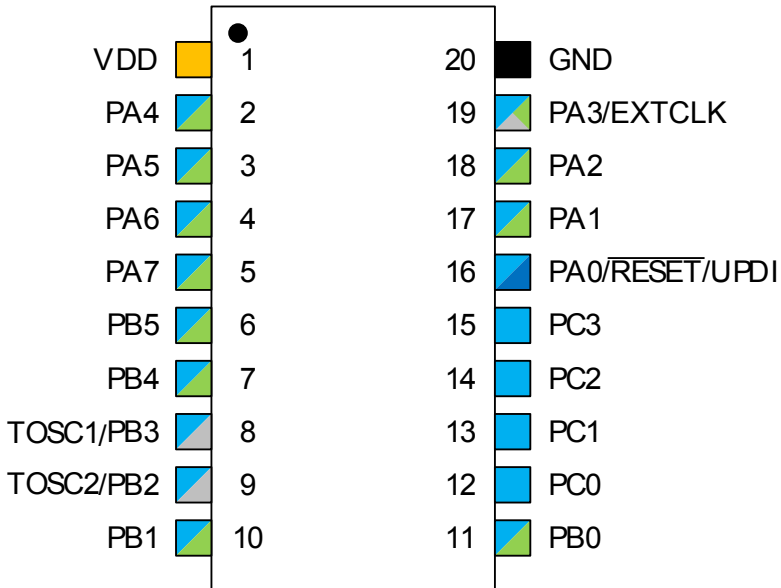 VDD 1 20 GND
PA4 2 19 PA3/EXTCLK
PA5 3 18 PA2
PA6 4 17 PA1
PA7 5 16 PA0/RESET/UPDI
PB5 6 15 PC3
PB4 7 14 PC2
TOSC1/PB3 8 13 PC1
TOSC2/PB2 9 12 PC0
PB1 10 11 PB0